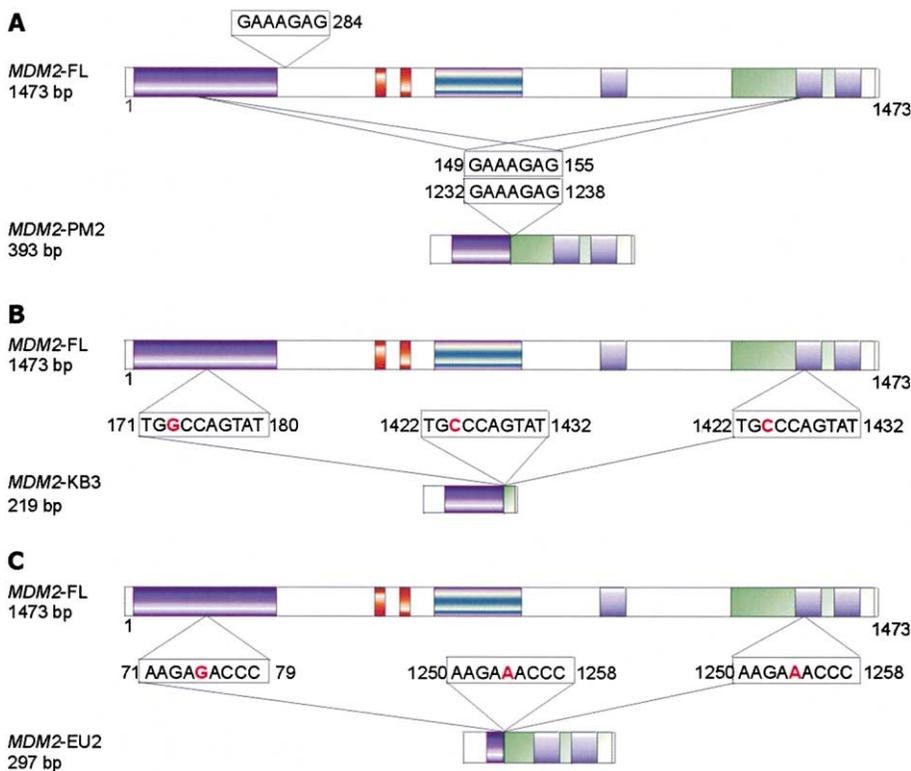 A
GAAAGAG 284
MDM2-FL
1473 bp
1
1473
149 GAAAGAG 155
1232 GAAAGAG 1238
MDM2-PM2
393 bp
B
MDM2-FL
1473 bp
1
1473
171 TGGCCAGTAT 180 1422 TGCCCAGTAT 1432 1422 TGCCCAGTAT 1432
MDM2-KB3
219 bp
C
MDM2-FL
1473 bp
1
1473
71 AAGAGACCC 79 1250 AAGAAACCC 1258 1250 AAGAAACCC 1258
MDM2-EU2
297 bp